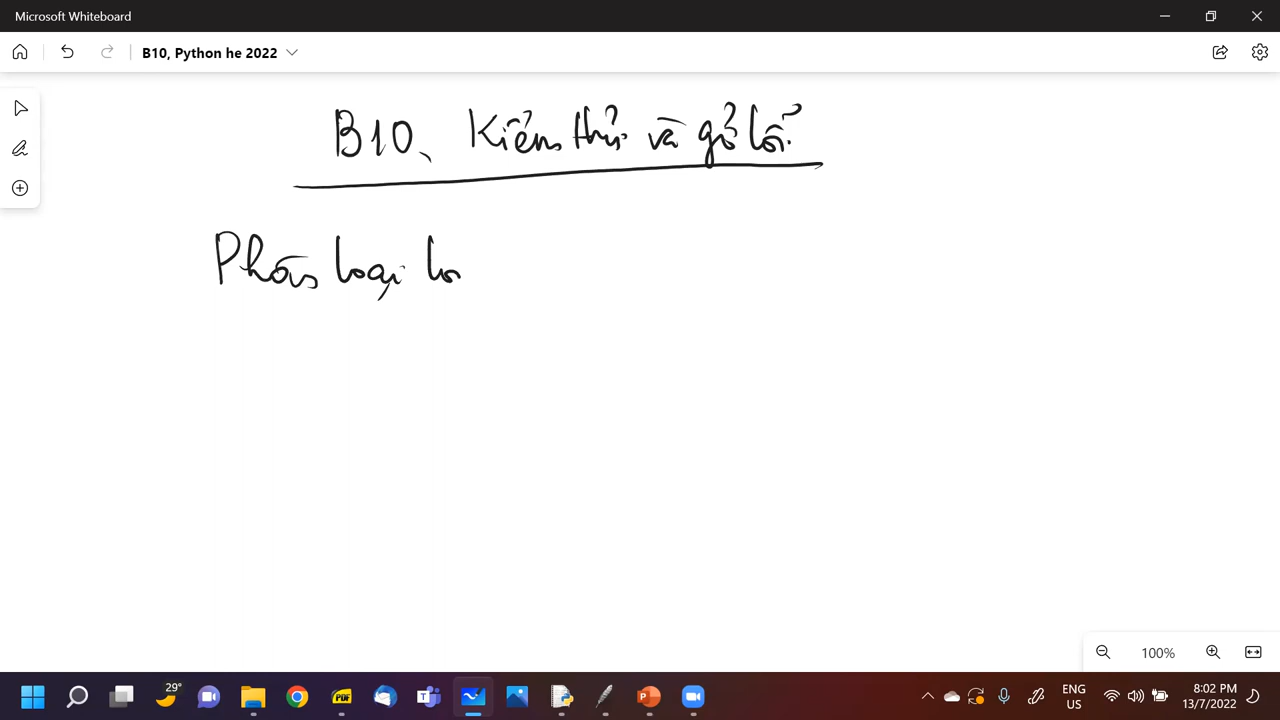 Microsoft Whiteboard
B10, Python he 2022
B10, Kiểm thử và gỡ lỗi
Phân loại lo
100%
29°
ENG
US
8:02 PM
13/7/2022